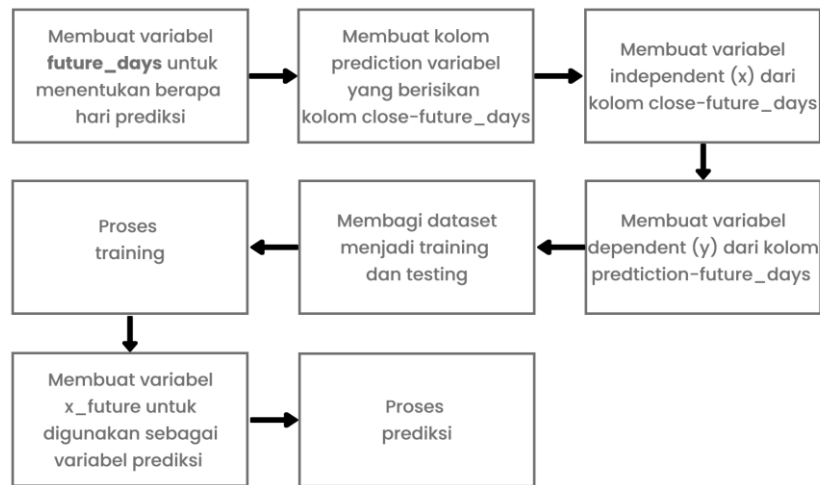 Membuat variabel
future_days untuk
menentukan berapa
hari prediksi
Membuat kolom
prediction variabel
yang berisikan
kolom close-future_days
Membuat variabel
independent (x) dari
kolom close-future_days
Membuat variabel
dependent (y) dari kolom
predtiction-future_days
Membagi dataset
menjadi training
dan testing
Proses
training
Membuat variabel
x_future untuk
digunakan sebagai
variabel prediksi
Proses
prediksi